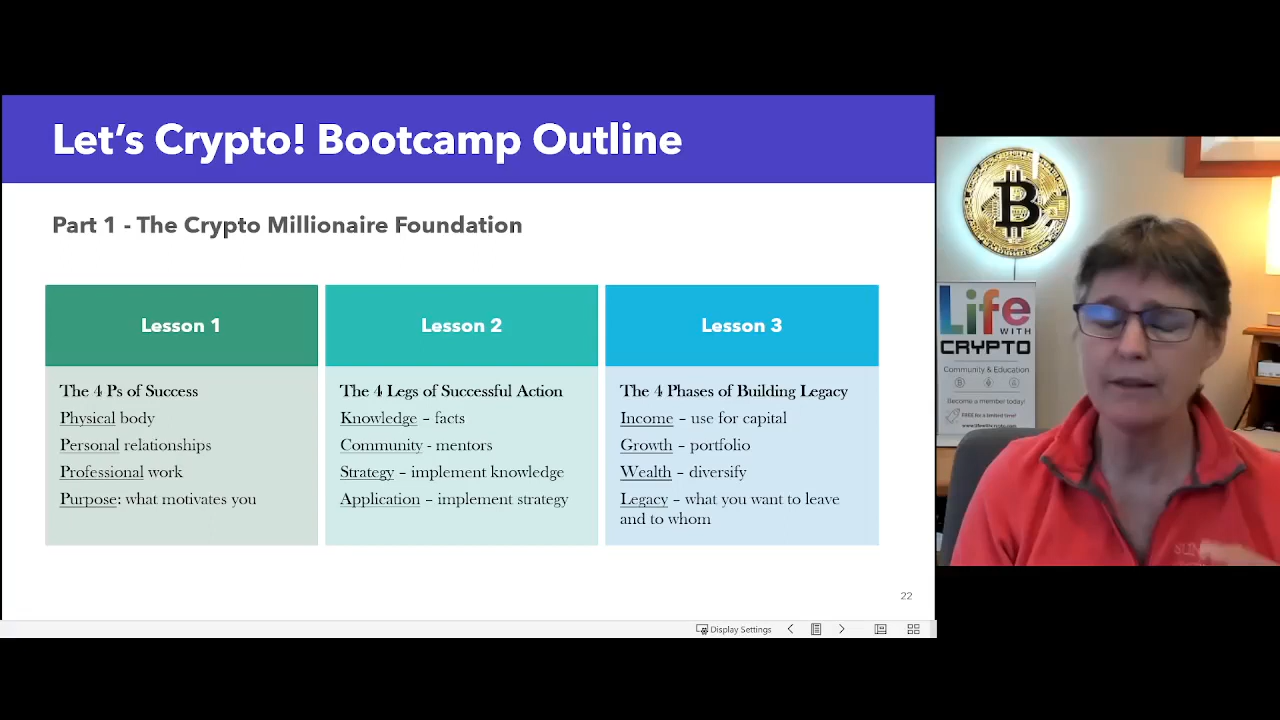 Let's Crypto! Bootcamp Outline
Part 1 - The Crypto Millionaire Foundation
Lesson 1
The 4 Ps of Success
Physical body
Personal relationships
Professional work
Purpose: what motivates you
Lesson 2
The 4 Legs of Successful Action
Knowledge – facts
Community - mentors
Strategy – implement knowledge
Application – implement strategy
Lesson 3
The 4 Phases of Building Legacy
Income – use for capital
Growth – portfolio
Wealth – diversify
Legacy – what you want to leave
and to whom
22
Display Settings
Life
WITH
CRYPTO
Community & Education
Become a member today!
FREE for a limited time!